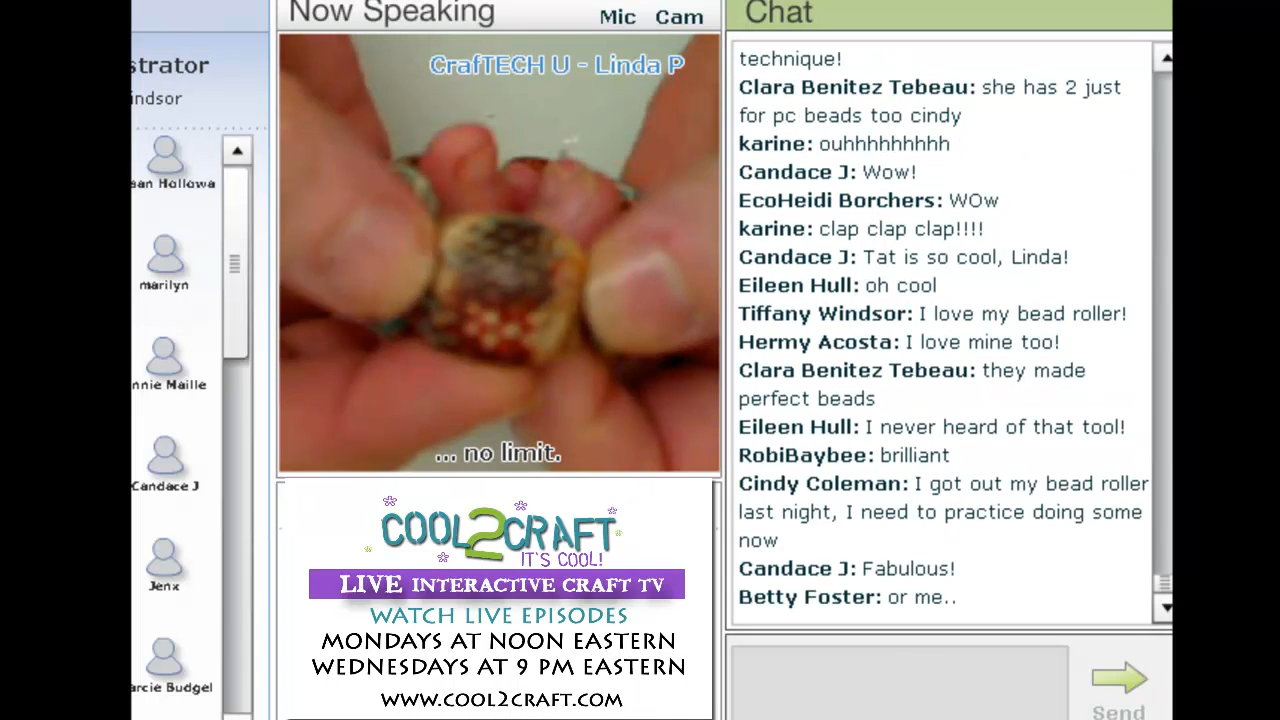 strator
indsor
san Hollowa
marilyn
nnie Maille
Candace J
Jenx
arcie Budgel
Now Speaking
Mic Cam
CrafTECH U - Linda P
... no limit.
COOL2CRAFT
IT'S COOL!
LIVE INTERACTIVE CRAFT TV
WATCH LIVE EPISODES
MONDAYS AT NOON EASTERN
WEDNESDAYS AT 9 PM EASTERN
WWW.COOL2CRAFT.COM
Chat
technique!
Clara Benitez Tebeau: she has 2 just
for pc beads too cindy
karine: ouhhhhhhhhh
Candace J: Wow!
EcoHeidi Borchers: WOw
karine: clap clap clap!!!!
Candace J: Tat is so cool, Linda!
Eileen Hull: oh cool
Tiffany Windsor: I love my bead roller!
Hermy Acosta: I love mine too!
Clara Benitez Tebeau: they made
perfect beads
Eileen Hull: I never heard of that tool!
RobiBaybee: brilliant
Cindy Coleman: I got out my bead roller
last night, I need to practice doing some
now
Candace J: Fabulous!
Betty Foster: or me..
Send